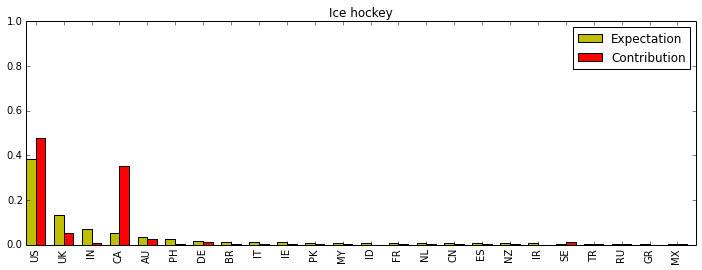 Ice hockey
1.0
Expectation
Contribution
0.8
0.6
0.4
0.2
0.0
US UK IN CA AU PH DE BR IT IE PK MY ID FR NL CN ES NZ IR SE TR RU GR MX